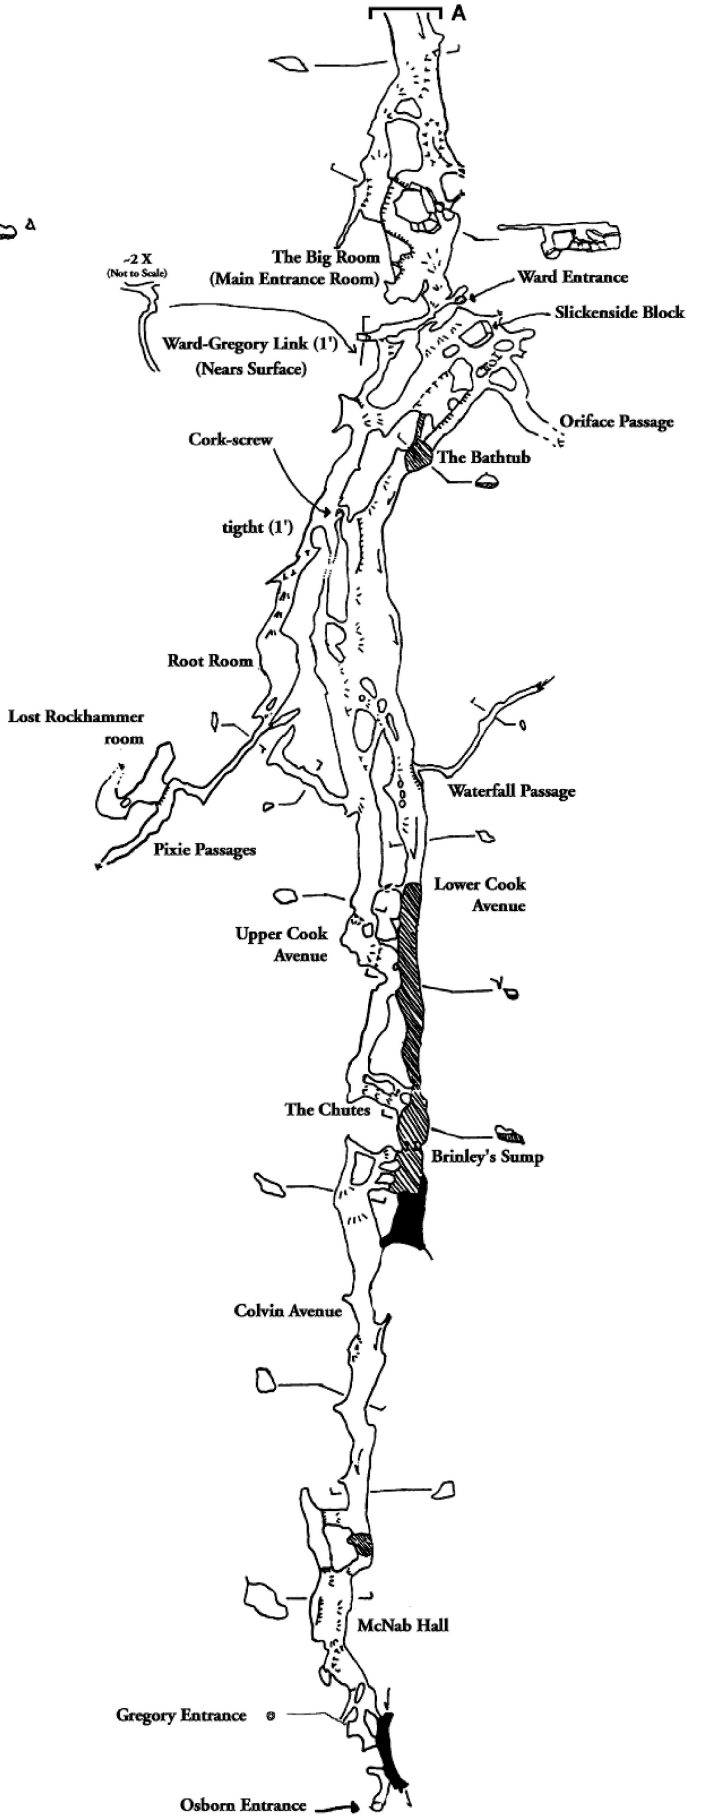 A
The Big Room
(Main Entrance Room)
~2 X
(Not to Scale)
Ward Entrance
Slickenside Block
Ward-Gregory Link (1')
(Nears Surface)
Oriface Passage
Cork-screw
The Bathtub
tigtht (1')
Root Room
Lost Rockhammer
room
Waterfall Passage
Pixie Passages
Lower Cook
Avenue
Upper Cook
Avenue
The Chutes
Brinley's Sump
Colvin Avenue
McNab Hall
Gregory Entrance
Osborn Entrance